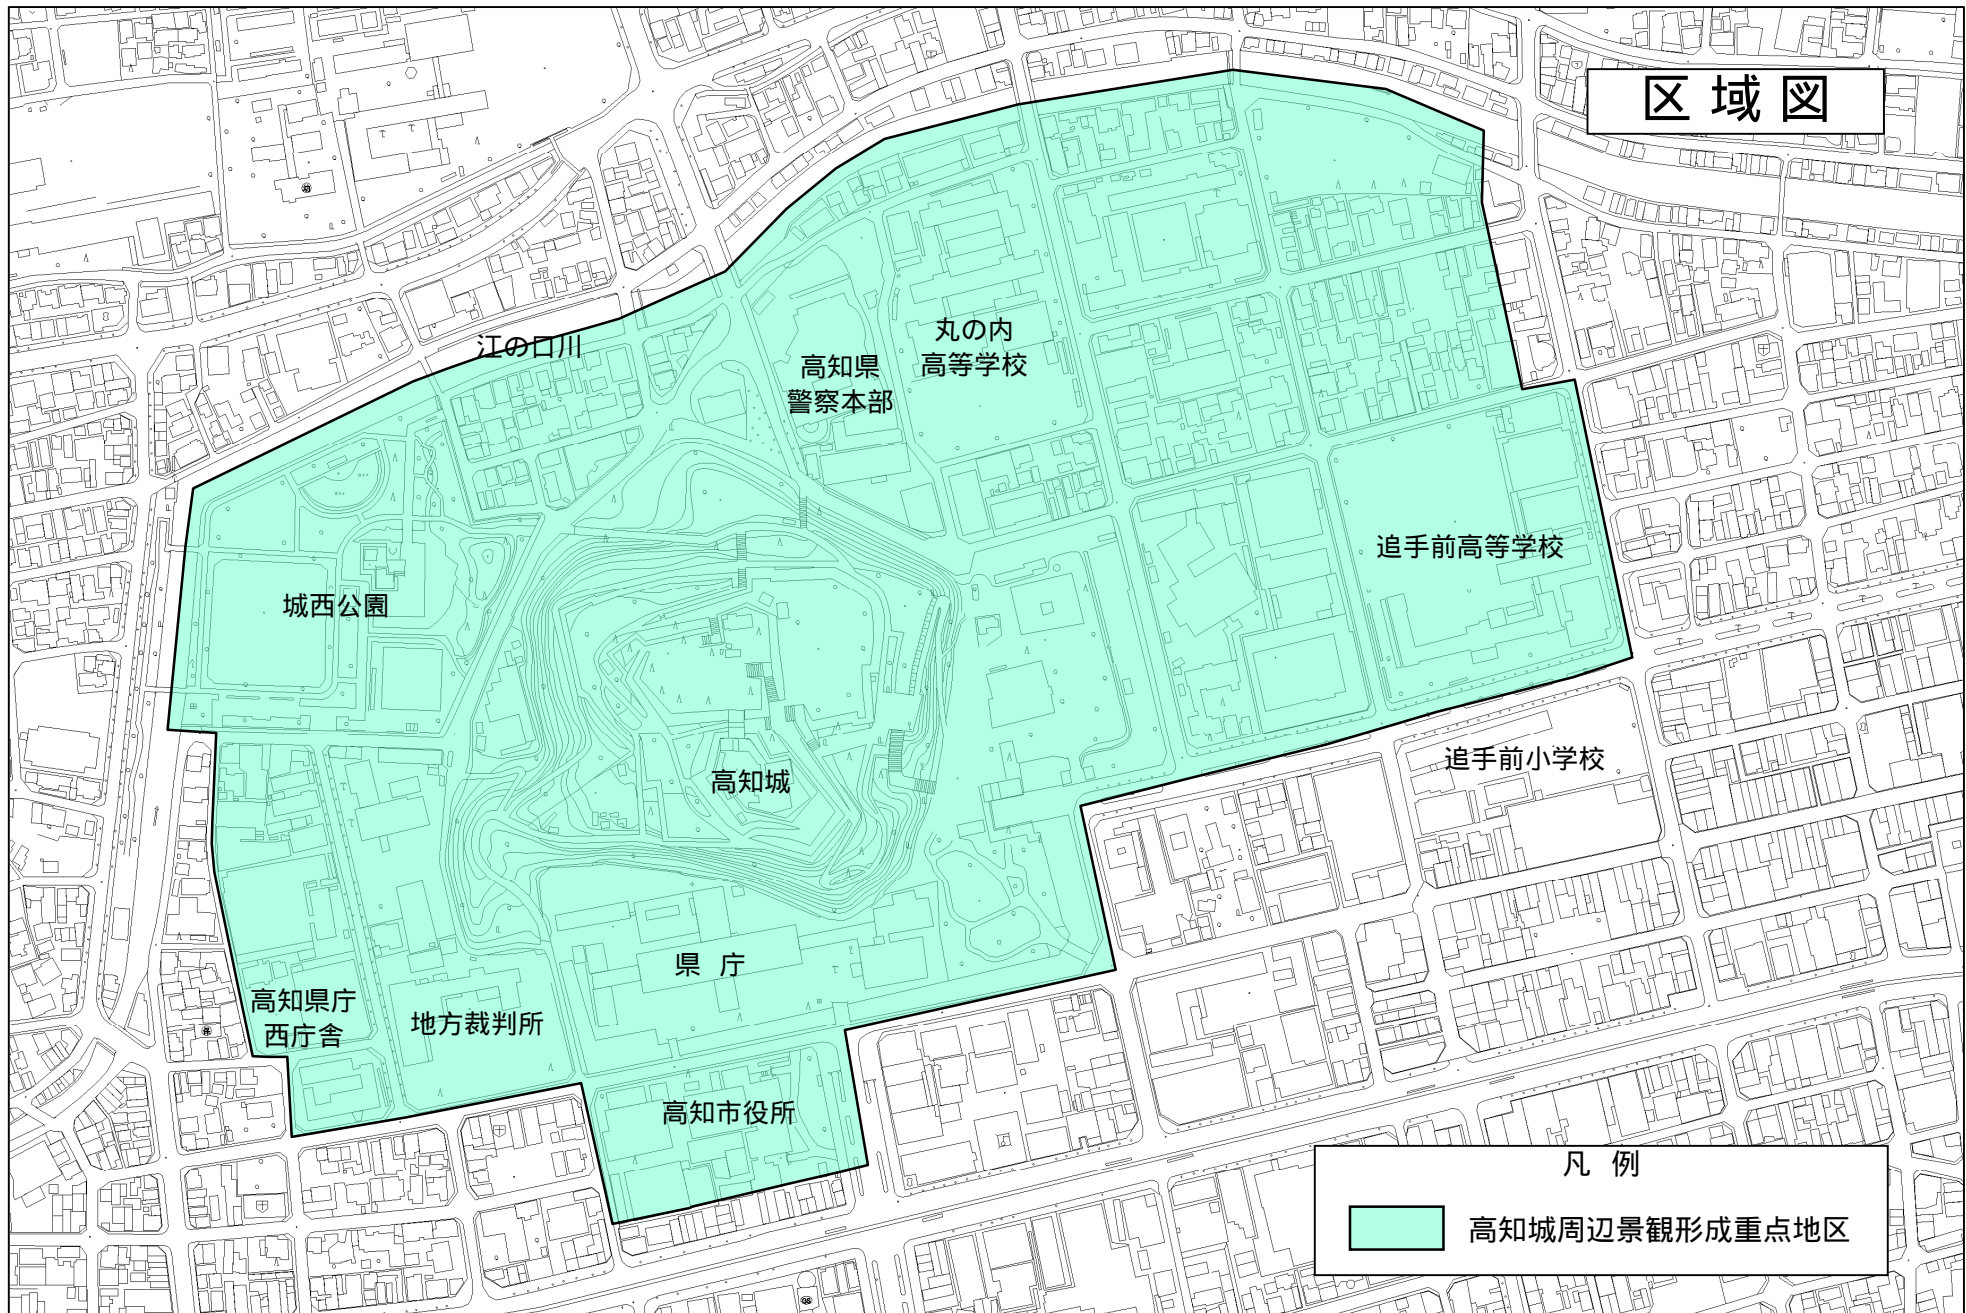 区域図
江の口川
丸の内
高等学校
高知県
警察本部
追手前高等学校
城西公園
追手前小学校
高知城
県 庁
高知県庁
西庁舎
地方裁判所
高知市役所
凡 例
高知城周辺景観形成重点地区